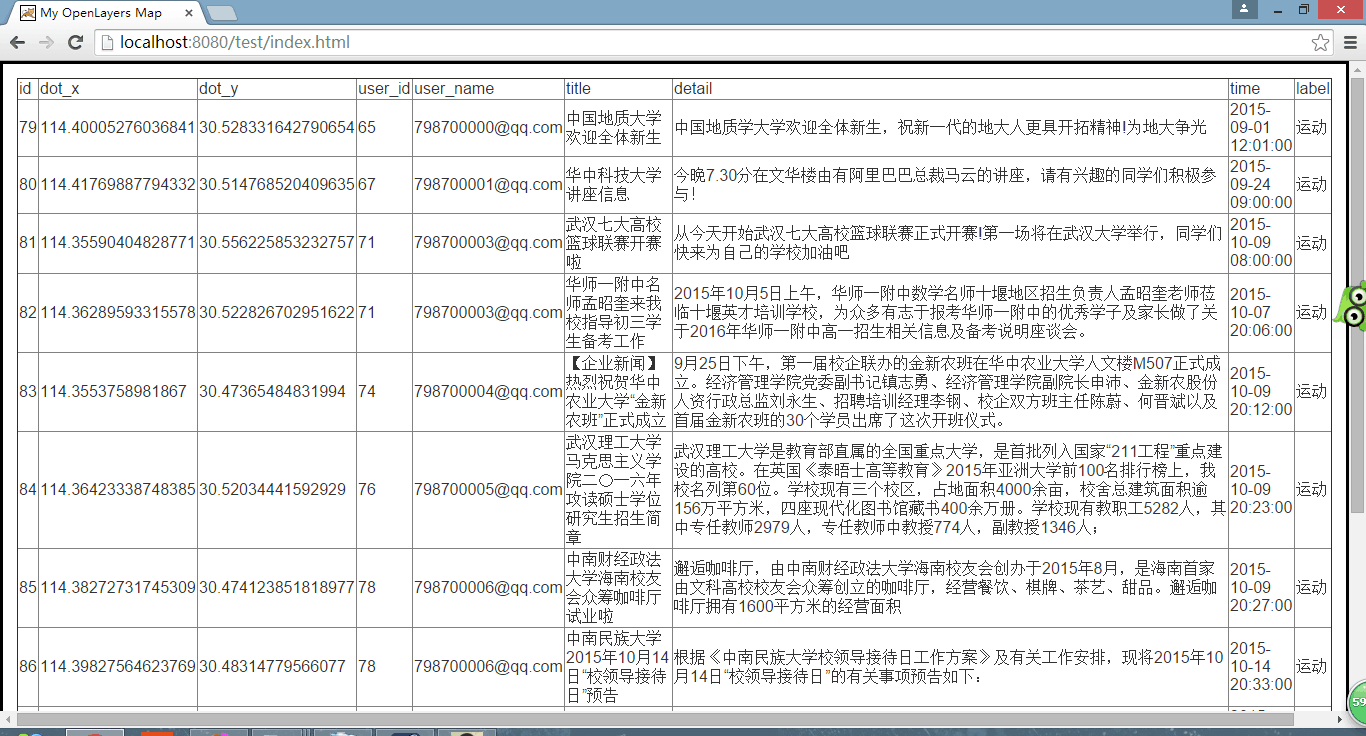 My OpenLayers Map
localhost:8080/test/index.html
id dot_x dot_y user_id user_name title detail time label
79 114.40005276036841 30.528331642790654 65 798700000@qq.com
中国地质大学
欢迎全体新生
中国地质学大学欢迎全体新生，祝新一代的地大人更具开拓精神!为地大争光
2015-
09-01
12:01:00
运动
80 114.41769887794332 30.514768520409635 67 798700001@qq.com
华中科技大学
讲座信息
今晚7.30分在文华楼由有阿里巴巴总裁马云的讲座，请有兴趣的同学们积极参
与！
2015-
09-24
09:00:00
运动
81 114.35590404828771 30.556225853232757 71 798700003@qq.com
武汉七大高校
篮球联赛开赛
啦
从今天开始武汉七大高校篮球联赛正式开赛!第一场将在武汉大学举行，同学们
快来为自己的学校加油吧
2015-
10-09
08:00:00
运动
82 114.36289593315578 30.522826702951622 71 798700003@qq.com
华师一附中名
师孟昭奎来我
校指导初三学
生备考工作
2015年10月5日上午，华师一附中数学名师十堰地区招生负责人孟昭奎老师莅
临十堰英才培训学校，为众多有志于报考华师一附中的优秀学子及家长做了关
于2016年华师一附中高一招生相关信息及备考说明座谈会。
2015-
10-07
20:06:00
运动
83 114.3553758981867 30.47365484831994 74 798700004@qq.com
【企业新闻】
热烈祝贺华中
农业大学“金新
农班”正式成立
9月25日下午，第一届校企联办的金新农班在华中农业大学人文楼M507正式成
立。经济管理学院党委副书记镇志勇、经济管理学院副院长申沛、金新农股份
人资行政总监刘永生、招聘培训经理李钢、校企双方班主任陈蔚、何晋斌以及
首届金新农班的30个学员出席了这次开班仪式。
2015-
10-09
20:12:00
运动
84 114.36423338748385 30.52034441592929 76 798700005@qq.com
武汉理工大学
马克思主义学
院二〇一六年
攻读硕士学位
研究生招生简
章
武汉理工大学是教育部直属的全国重点大学，是首批列入国家“211工程”重点建
设的高校。在英国《泰晤士高等教育》2015年亚洲大学前100名排行榜上，我
校名列第60位。学校现有三个校区，占地面积4000余亩，校舍总建筑面积逾
156万平方米，四座现代化图书馆藏书400余万册。学校现有教职工5282人，其
中专任教师2979人，专任教师中教授774人，副教授1346人；
2015-
10-09
20:23:00
运动
85 114.382727317453​09 30.474123851818977 78 798700006@qq.com
中南财经政法
大学海南校友
会众筹咖啡厅
试业啦
邂逅咖啡厅，由中南财经政法大学海南校友会创办于2015年8月，是海南首家
由文科高校校友会众筹创立的咖啡厅，经营餐饮、棋牌、茶艺、甜品。邂逅咖
啡厅拥有1600平方米的经营面积
2015-
10-09
20:27:00
运动
86 114.39827564623769 30.48314779566077 78 798700006@qq.com
中南民族大学
2015年10月14
日“校领导接待
日”预告
根据《中南民族大学校领导接待日工作方案》及有关工作安排，现将2015年10
月14日“校领导接待日”的有关事项预告如下：
2015-
10-14
20:33:00
运动